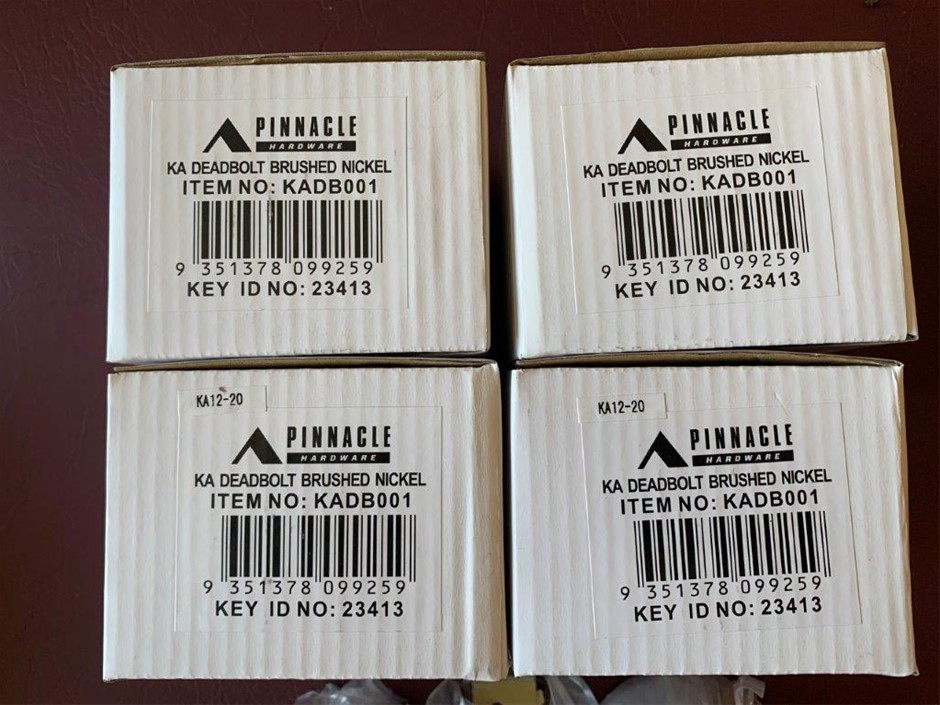 PINNACLE
HARDWARE
KA DEADBOLT BRUSHED NICKEL
ITEM NO: KADB001
9 351378 099259
KEY ID NO: 23413
PINNACLE
HARDWARE
KA DEADBOLT BRUSHED NICKEL
ITEM NO: KADB001
9 351378 099259
KEY ID NO: 23413
KA12-20
PINNACLE
HARDWARE
KA DEADBOLT BRUSHED NICKEL
ITEM NO: KADB001
9 351378 099259
KEY ID NO: 23413
KA12-20
PINNACLE
HARDWARE
KA DEADBOLT BRUSHED NICKEL
ITEM NO: KADB001
9 351378 099259
KEY ID NO: 23413